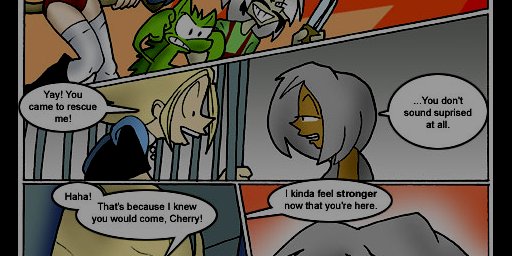 Yay! You
came to rescue
me!
...You don't
sound suprised
at all.
Haha!
That's because I knew
you would come, Cherry!
I kinda feel stronger
now that you're here.